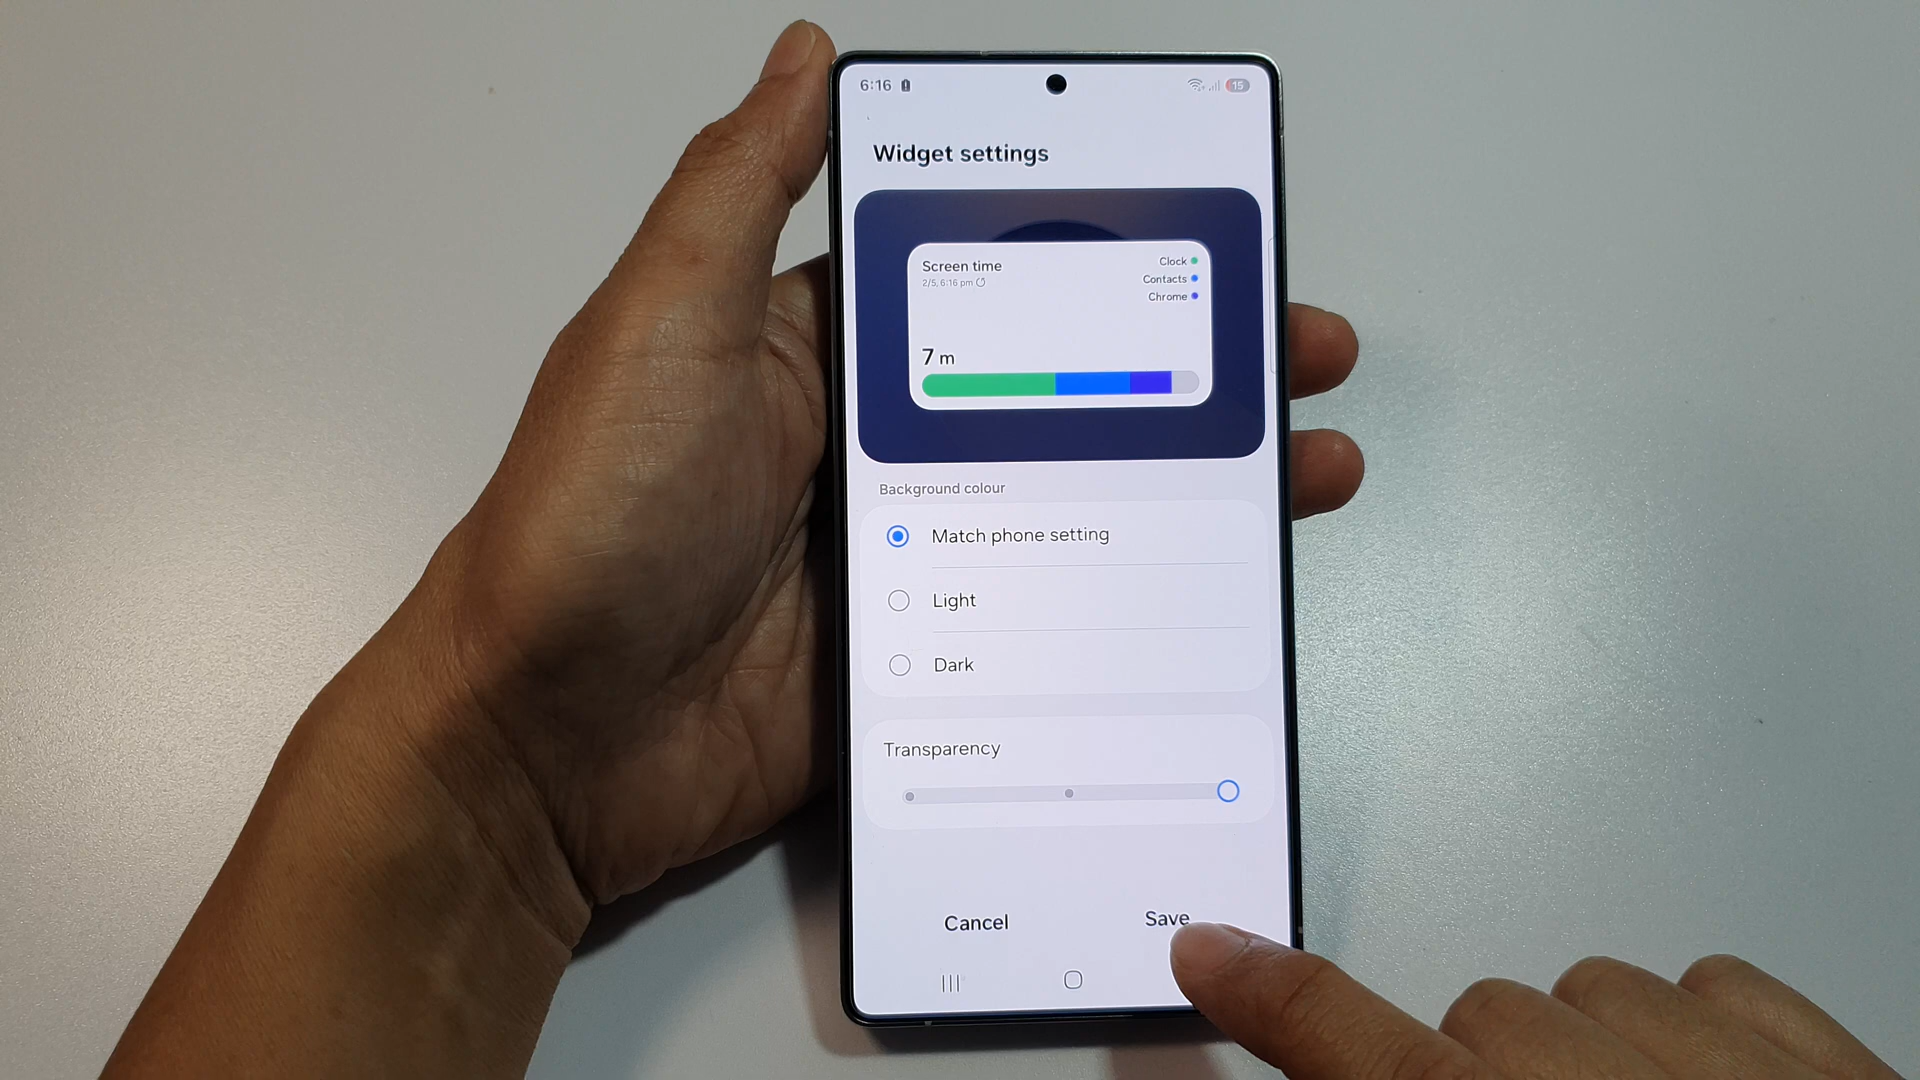 6:16
15
Widget settings
Screen time
2/5, 6:16 pm
Clock
Contacts
Chrome
7 m
Background colour
Match phone setting
Light
Dark
Transparency
Cancel
Save